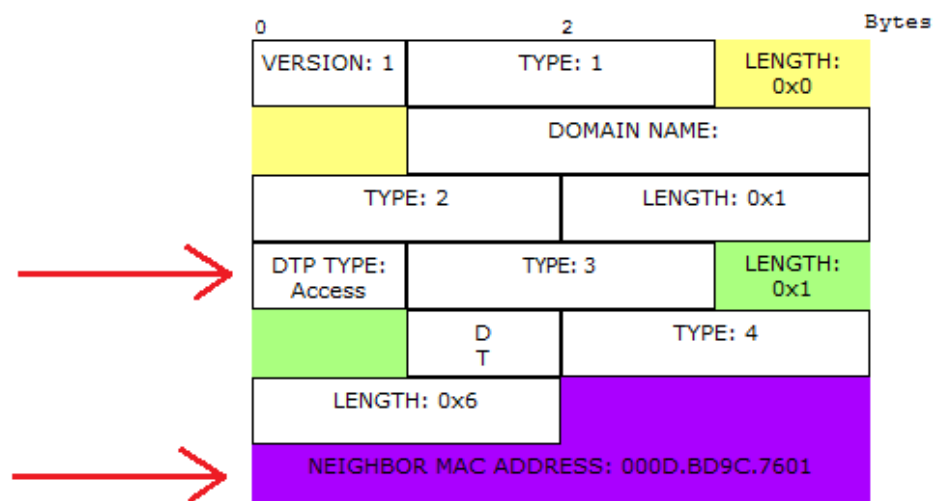 0 2 Bytes
VERSION: 1 TYPE: 1 LENGTH:
0x0
DOMAIN NAME:
TYPE: 2 LENGTH: 0x1
DTP TYPE: TYPE: 3 LENGTH:
Access 0x1
D TYPE: 4
T
LENGTH: 0x6
NEIGHBOR MAC ADDRESS: 000D.BD9C.7601